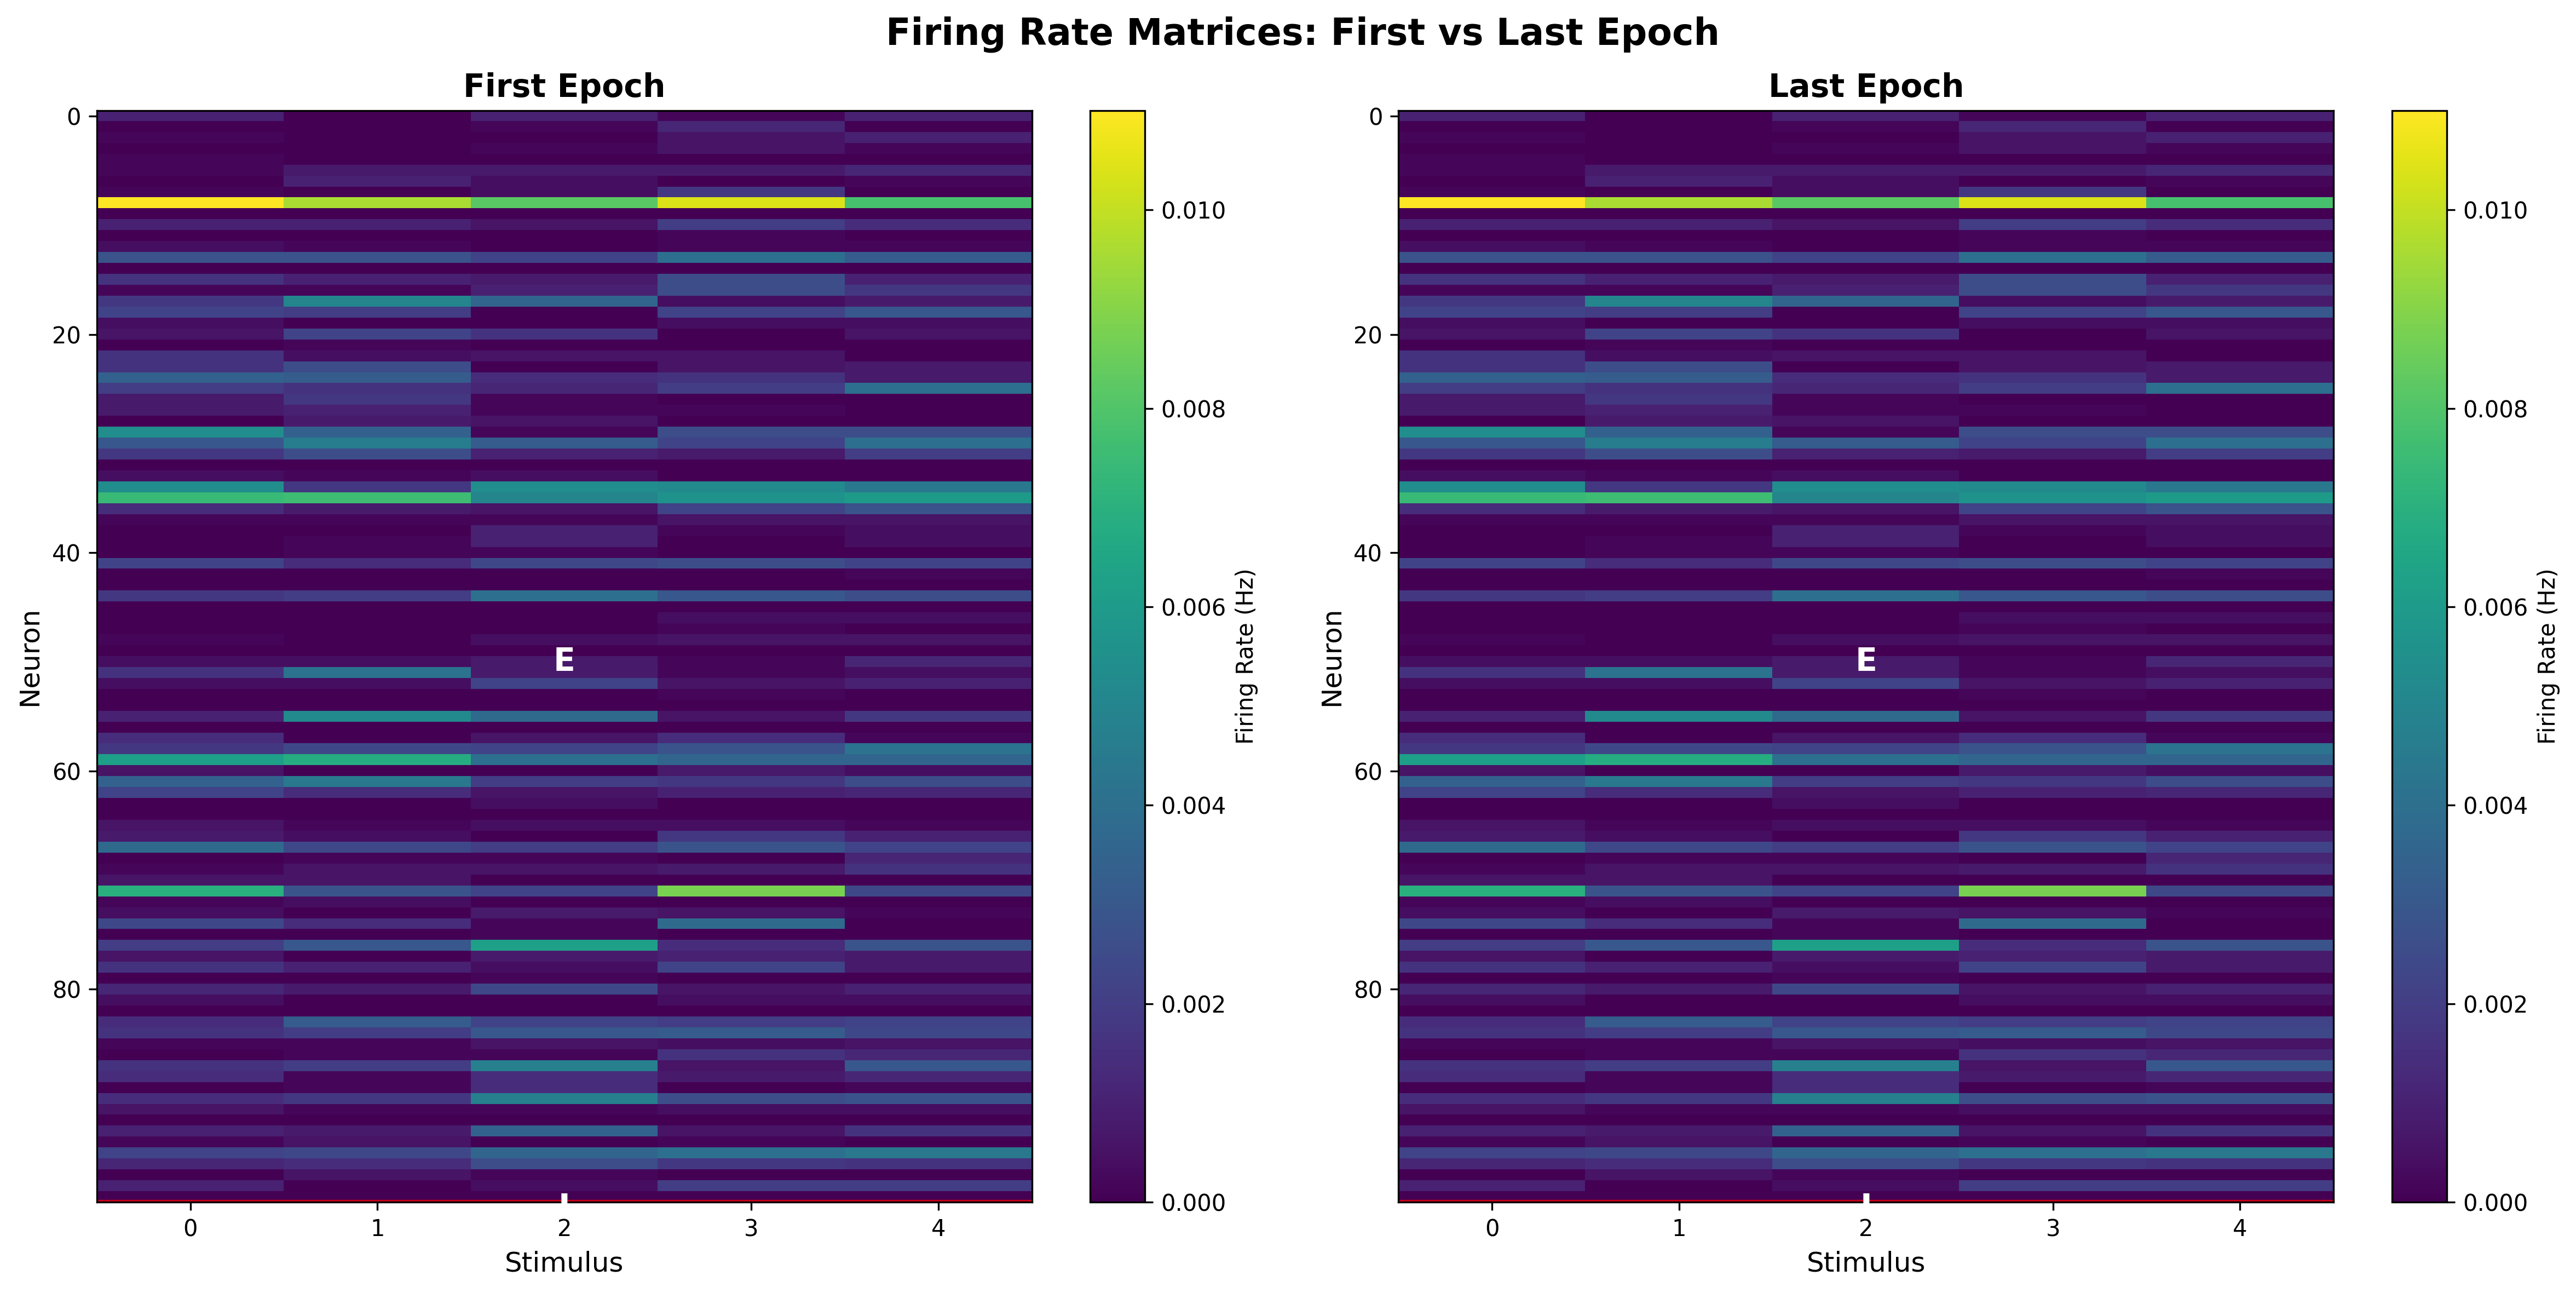 Firing Rate Matrices: First vs Last Epoch
First Epoch
Neuron
0
20
40
60
80
E
0 1 2 3 4
Stimulus
0.010
0.008
0.006
0.004
0.002
0.000
Firing Rate (Hz)
Last Epoch
Neuron
0
20
40
60
80
E
0 1 2 3 4
Stimulus
0.010
0.008
0.006
0.004
0.002
0.000
Firing Rate (Hz)